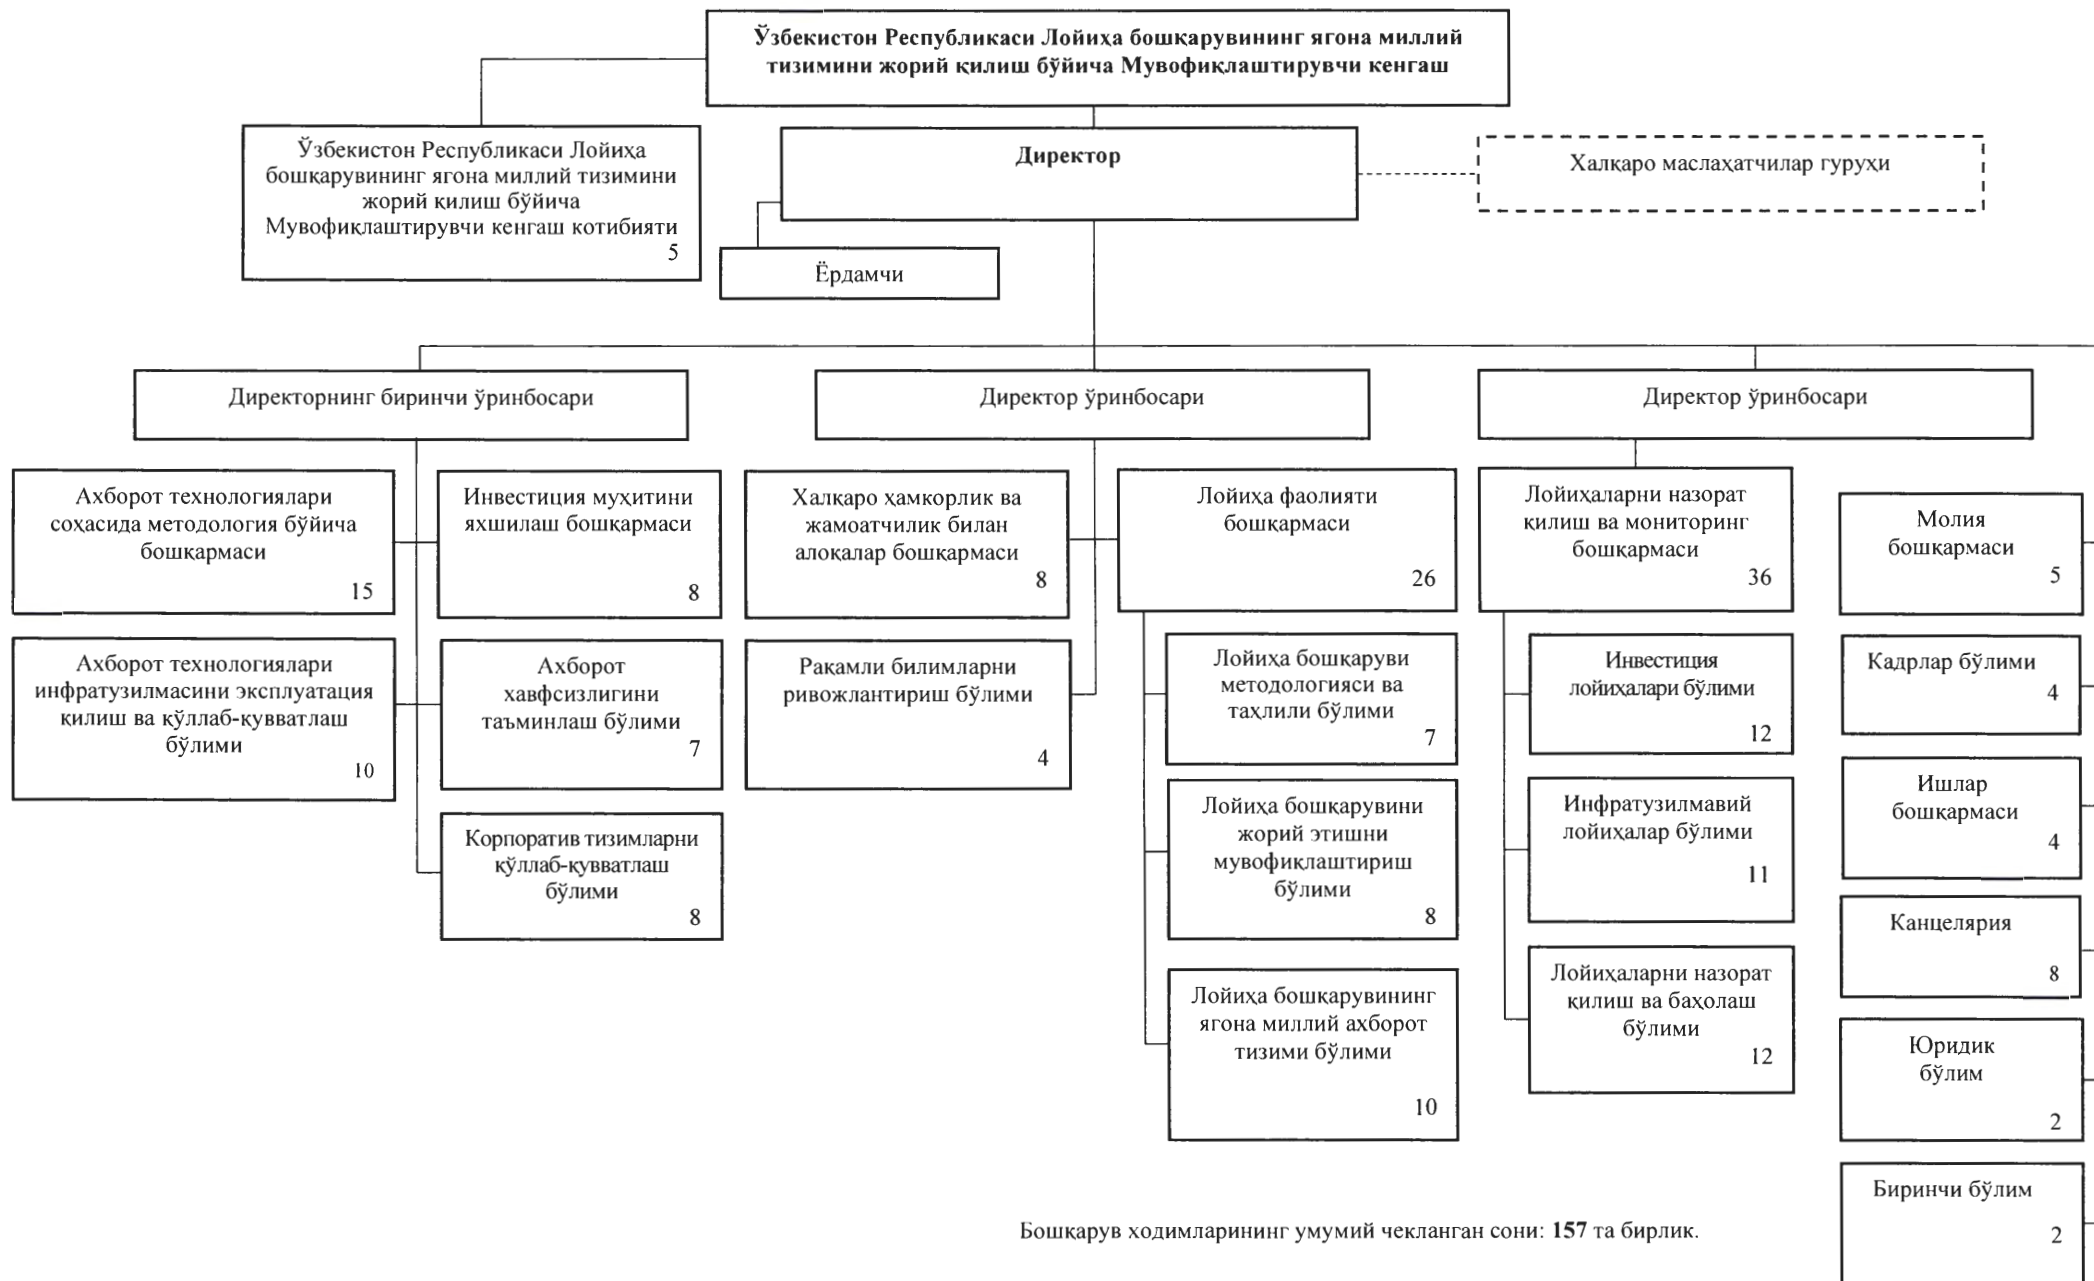 Ўзбекистон Республикаси Лойиҳа бошқарувининг ягона миллий
тизимини жорий қилиш бўйича Мувофиқлаштирувчи кенгаш
Ўзбекистон Республикаси Лойиҳа
бошқарувининг ягона миллий тизимини
жорий қилиш бўйича
Мувофиқлаштирувчи кенгаш котибияти
5
Директор
Халқаро маслаҳатчилар гуруҳи
Ёрдамчи
Директорнинг биринчи ўринбосари
Директор ўринбосари
Директор ўринбосари
Ахборот технологиялари
соҳасида методология бўйича
бошқармаси
15
Инвестиция муҳитини
яхшилаш бошқармаси
8
Ахборот технологиялари
инфратузилмасини эксплуатация
қилиш ва қўллаб-қувватлаш
бўлими
10
Ахборот
хавфсизлигини
таъминлаш бўлими
7
Корпоратив тизимларни
қўллаб-қувватлаш
бўлими
8
Халқаро ҳамкорлик ва
жамоатчилик билан
алоқалар бошқармаси
8
Лойиҳа фаолияти
бошқармаси
26
Рақамли билимларни
ривожлантириш бўлими
4
Лойиҳа бошқаруви
методологияси ва
таҳлили бўлими
7
Лойиҳа бошқарувини
жорий этишни
мувофиқлаштириш
бўлими
8
Лойиҳа бошқарувининг
ягона миллий ахборот
тизими бўлими
10
Лойиҳаларни назорат
қилиш ва мониторинг
бошқармаси
36
Инвестиция
лойиҳалари бўлими
12
Инфратузилмавий
лойиҳалар бўлими
11
Лойиҳаларни назорат
қилиш ва баҳолаш
бўлими
12
Молия
бошқармаси
5
Кадрлар бўлими
4
Ишлар
бошқармаси
4
Канцелярия
8
Юридик
бўлим
2
Биринчи бўлим
2
Бошқарув ходимларининг умумий чекланган сони: 157 та бирлик.